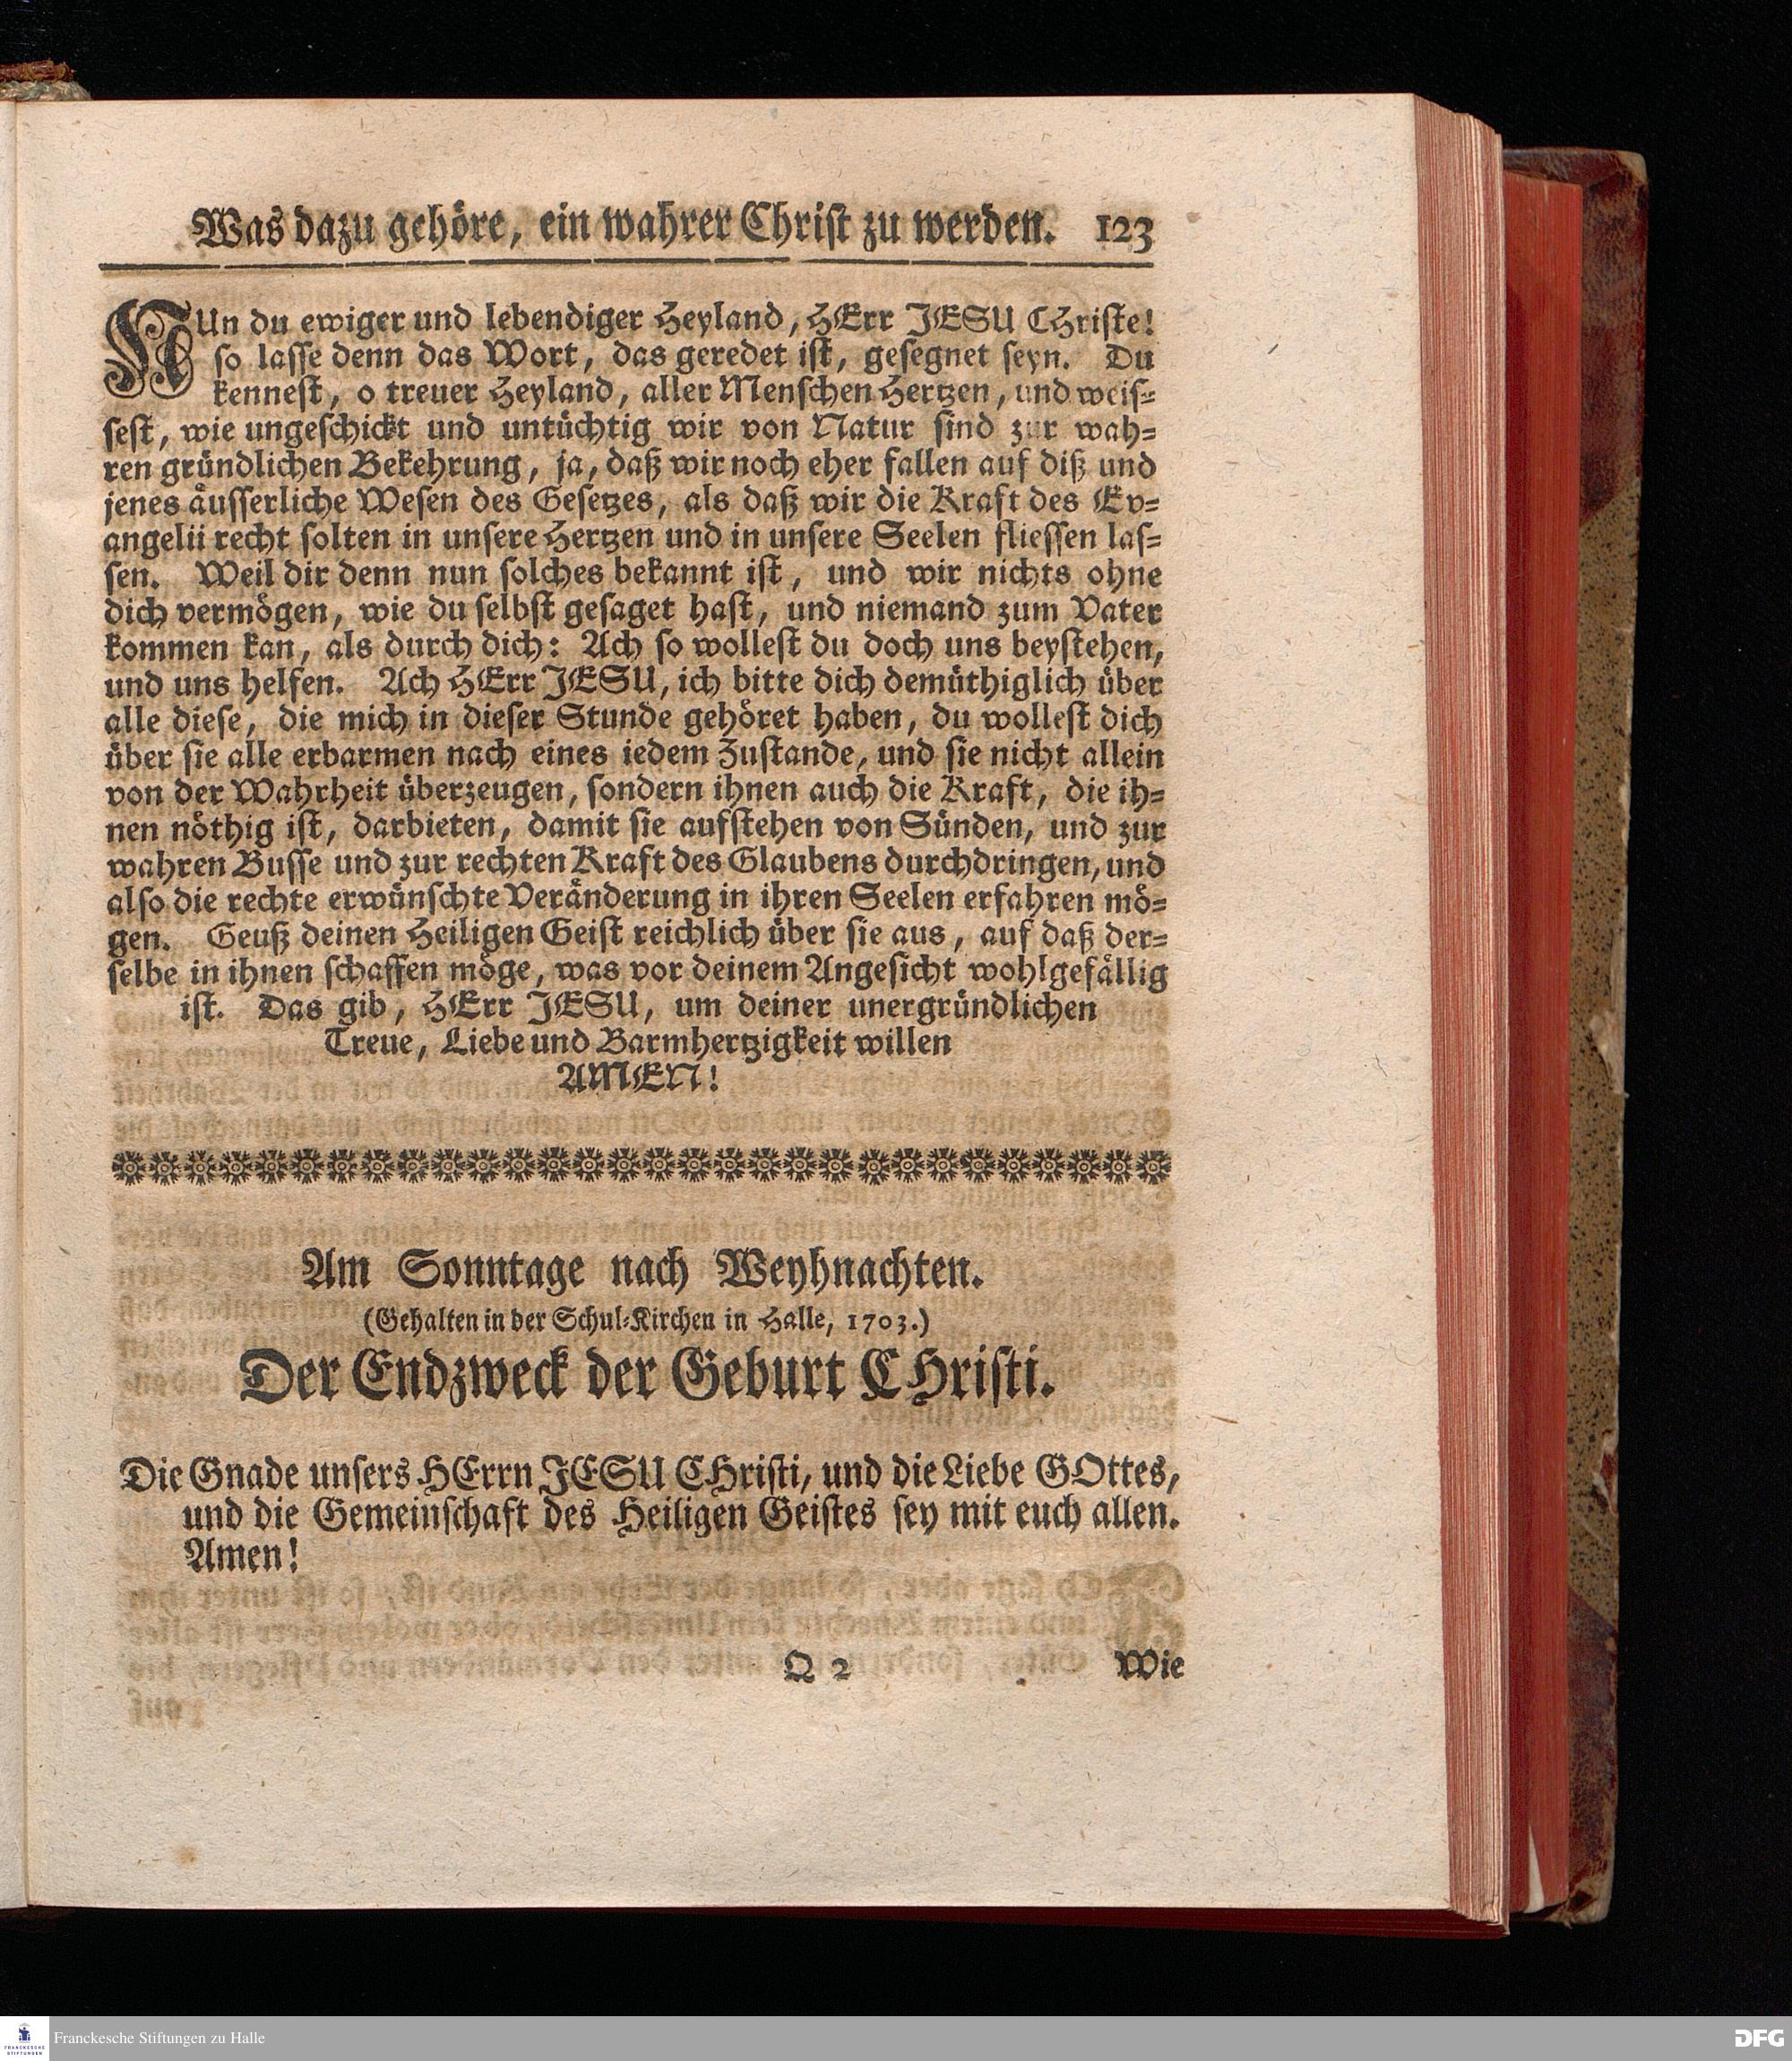 Was dazu gehöre, ein wahrer Christ zu werden. 123
NUn du ewiger und lebendiger Heyland, HErr JESU CHriste!
so lasse denn das Wort, das geredet ist, gesegnet seyn. Du
kennest, o treuer Heyland, aller Menschen Hertzen, und weis=
sest, wie ungeschickt und untüchtig wir von Natur sind zur wah=
ren gründlichen Bekehrung, ja, daß wir noch eher fallen auf diß und
jenes äusserliche Wesen des Gesetzes, als daß wir die Kraft des Ev=
angelii recht solten in unsere Hertzen und in unsere Seelen fliessen las=
sen. Weil dir denn nun solches bekannt ist, und wir nichts ohne
dich vermögen, wie du selbst gesaget hast, und niemand zum Vater
kommen kan, als durch dich: Ach so wollest du doch uns beystehen,
und uns helfen. Ach HErr JESU, ich bitte dich demüthiglich über
alle diese, die mich in dieser Stunde gehöret haben, du wollest dich
über sie alle erbarmen nach eines iedem Zustande, und sie nicht allein
von der Wahrheit überzeugen, sondern ihnen auch die Kraft, die ih=
nen nöthig ist, darbieten, damit sie aufstehen von Sünden, und zur
wahren Busse und zur rechten Kraft des Glaubens durchdringen, und
also die rechte erwünschte Veränderung in ihren Seelen erfahren mö=
gen. Geuß deinen Heiligen Geist reichlich über sie aus, auf daß der=
selbe in ihnen schaffen möge, was vor deinem Angesicht wohlgefällig
ist. Das gib, HErr JESU, um deiner unergründlichen
Treue, Liebe und Barmhertzigkeit willen
AMEN!
Am Sonntage nach Weyhnachten.
(Gehalten in der Schul=Kirchen in Halle, 1703.)
Der Endzweck der Geburt CHristi.
Die Gnade unsers HErrn JESU CHristi, und die Liebe GOttes,
und die Gemeinschaft des Heiligen Geistes sey mit euch allen.
Amen!
Q 2 Wie
FRANCKESCHE STIFTUNGEN Franckesche Stiftungen zu Halle DFG